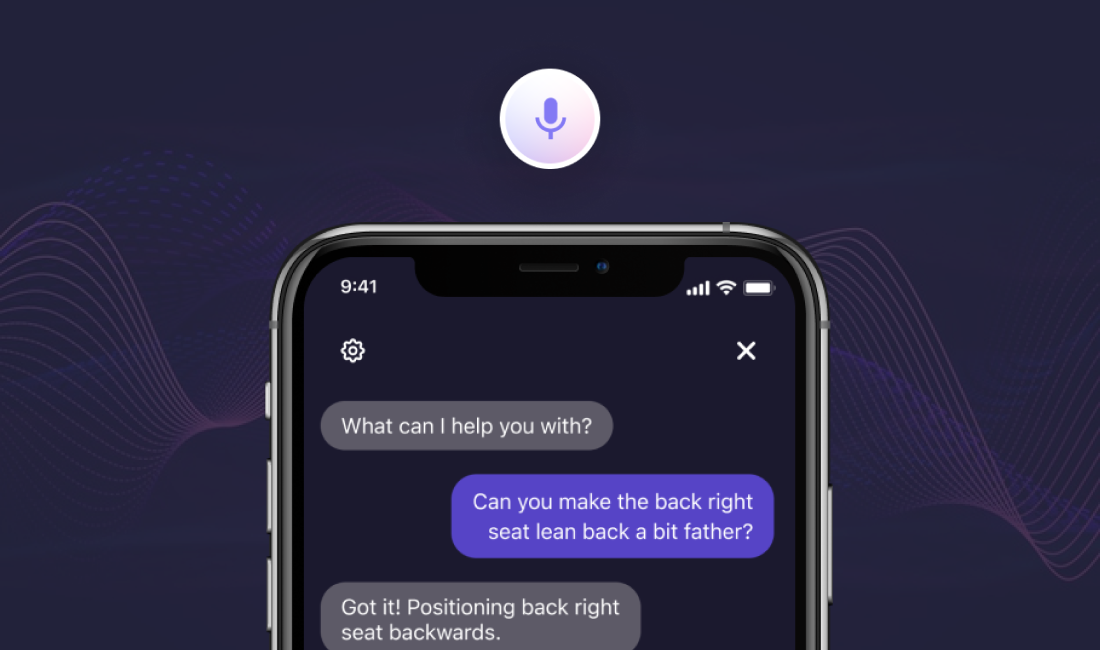 9:41
What can I help you with?
Can you make the back right
seat lean back a bit father?
Got it! Positioning back right
seat backwards.